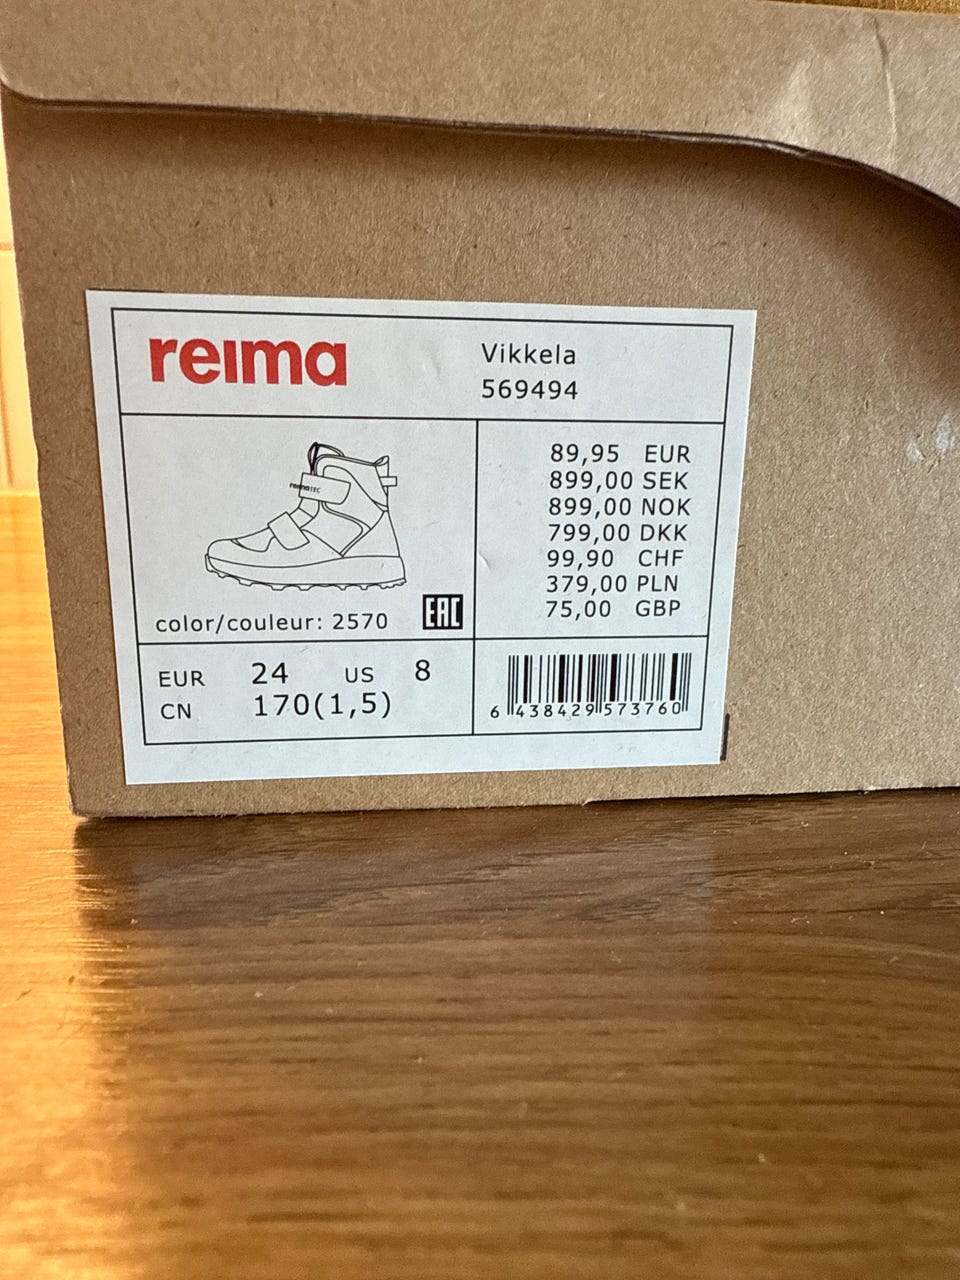 reima
Vikkela
569494
reimaTEC
color/couleur: 2570
EAC
89,95 EUR
899,00 SEK
899,00 NOK
799,00 DKK
99,90 CHF
379,00 PLN
75,00 GBP
EUR 24 US 8
CN 170(1,5)
6 438429 573760